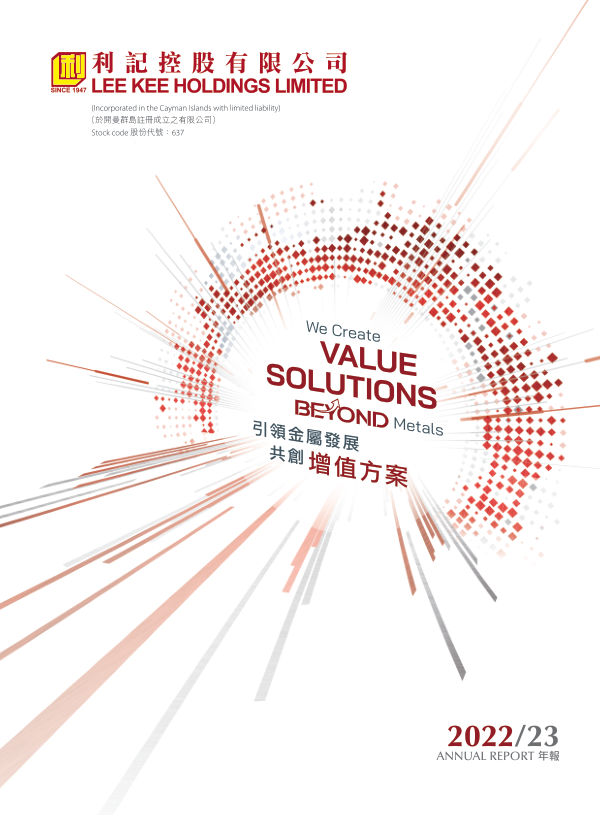 利
SINCE 1947
利記控股有限公司
LEE KEE HOLDINGS LIMITED
(Incorporated in the Cayman Islands with limited liability)
(於開曼群島註冊成立之有限公司)
Stock code 股份代號：637
We Create
VALUE
SOLUTIONS
BEYOND Metals
引領金屬發展
共創 增值方案
2022/23
ANNUAL REPORT 年報